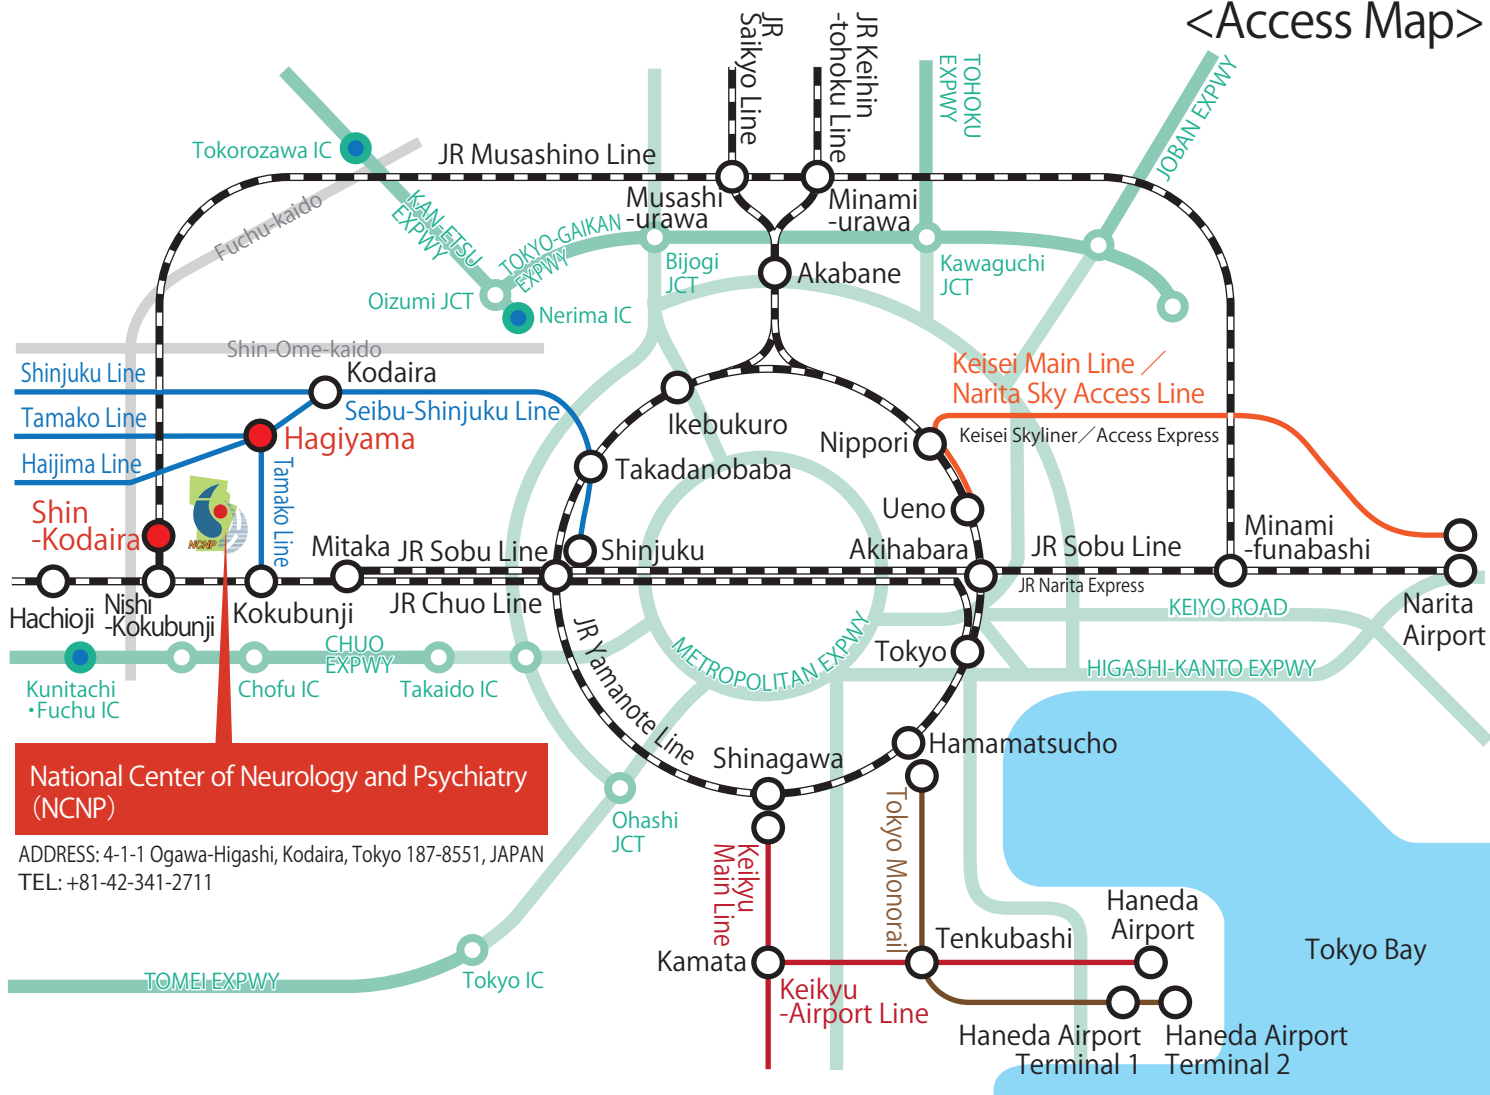 <Access Map>
JR
Saikyo Line
JR Keihin
-tohoku Line
TOHOKU
EXPWY
JOBAN EXPWY
Tokorozawa IC
JR Musashino Line
Musashi
-urawa
Minami
-urawa
Fuchu-kaido
KAN-ETSU
EXPWY
TOKYO-GAIKAN
EXPWY
Bijogi
JCT
Kawaguchi
JCT
Akabane
Oizumi JCT
Nerima IC
Shin-Ome-kaido
Shinjuku Line
Kodaira
Seibu-Shinjuku Line
Tamako Line
Hagiyama
Haijima Line
Tamako Line
Ikebukuro
Takadanobaba
Keisei Main Line／
Narita Sky Access Line
Nippori
Keisei Skyliner／Access Express
Ueno
Shin
-Kodaira
NCNP
Mitaka
JR Sobu Line
Shinjuku
Akihabara
JR Sobu Line
JR Narita Express
Minami
-funabashi
Hachioji
Nishi
-Kokubunji
Kokubunji
JR Chuo Line
KEIYO ROAD
Narita
Airport
CHUO
EXPWY
Kunitachi
・Fuchu IC
Chofu IC
Takaido IC
JR Yamanote Line
METROPOLITAN EXPWY
Tokyo
HIGASHI-KANTO EXPWY
National Center of Neurology and Psychiatry
（NCNP）
ADDRESS: 4-1-1 Ogawa-Higashi, Kodaira, Tokyo 187-8551, JAPAN
TEL: +81-42-341-2711
Shinagawa
Hamamatsucho
Ohashi
JCT
Keikyu
Main Line
Tokyo Monorail
Tenkubashi
Haneda
Airport
Tokyo Bay
Kamata
Keikyu
-Airport Line
TOMEI EXPWY
Tokyo IC
Haneda Airport
Terminal 1
Haneda Airport
Terminal 2